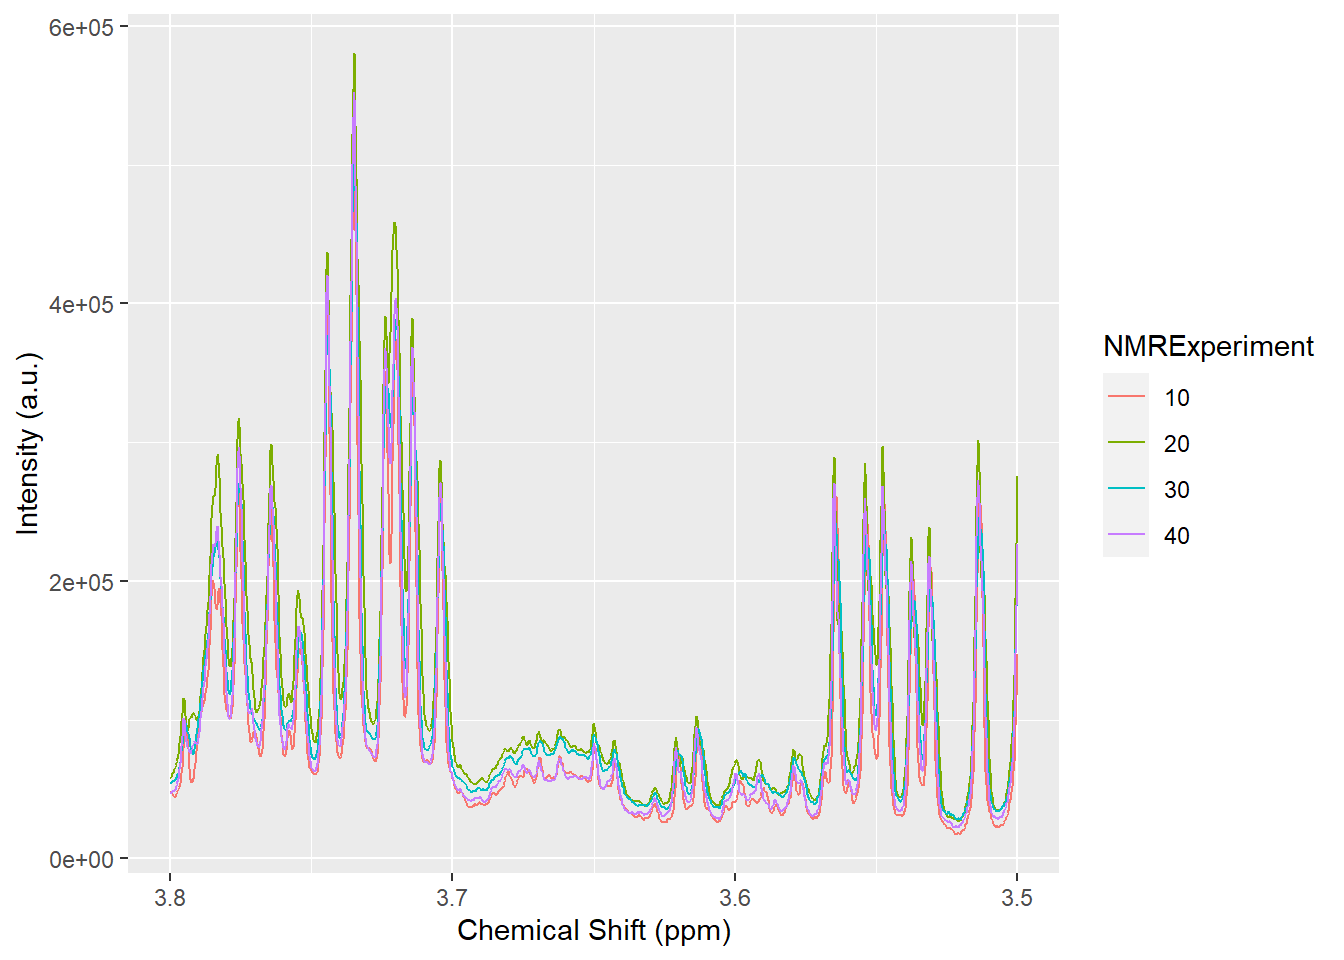 6e+05
4e+05
2e+05
0e+00
Intensity (a.u.)
3.8 3.7 3.6 3.5
Chemical Shift (ppm)
NMRExperiment
10
20
30
40